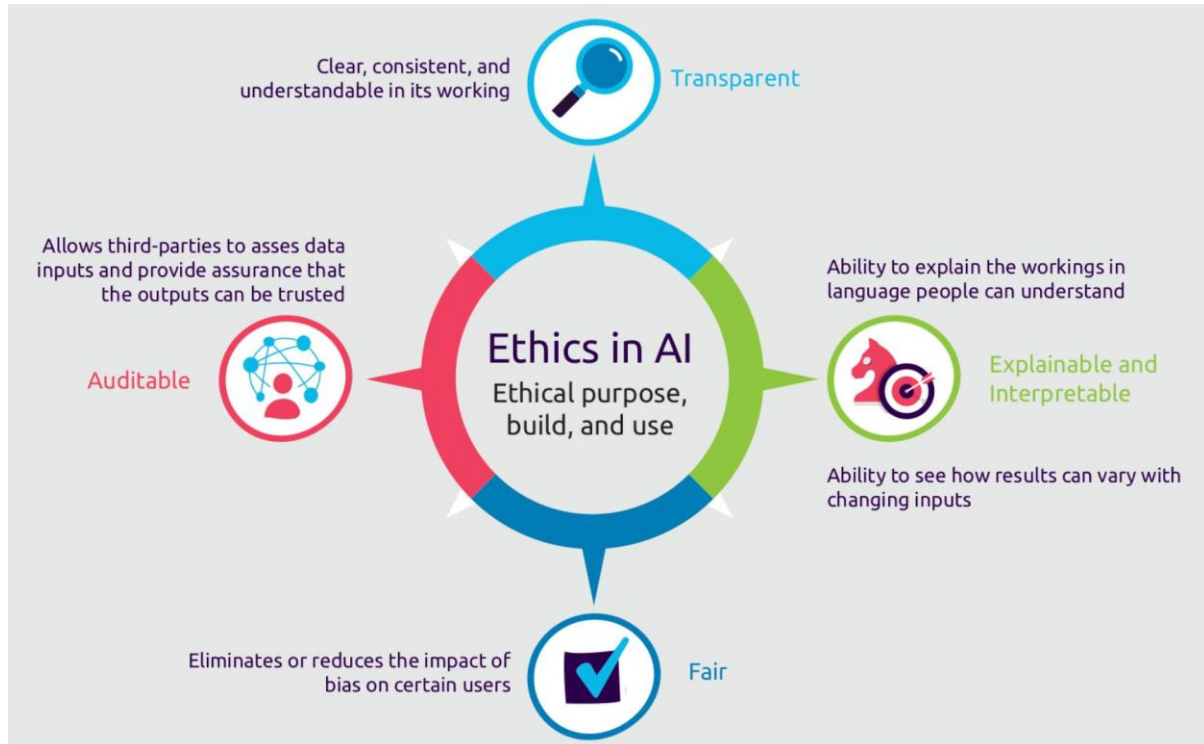 Clear, consistent, and
understandable in its working
Transparent
Allows third-parties to asses data
inputs and provide assurance that
the outputs can be trusted
Auditable
Ethics in AI
Ethical purpose,
build, and use
Ability to explain the workings in
language people can understand
Explainable and
Interpretable
Ability to see how results can vary with
changing inputs
Eliminates or reduces the impact of
bias on certain users
Fair